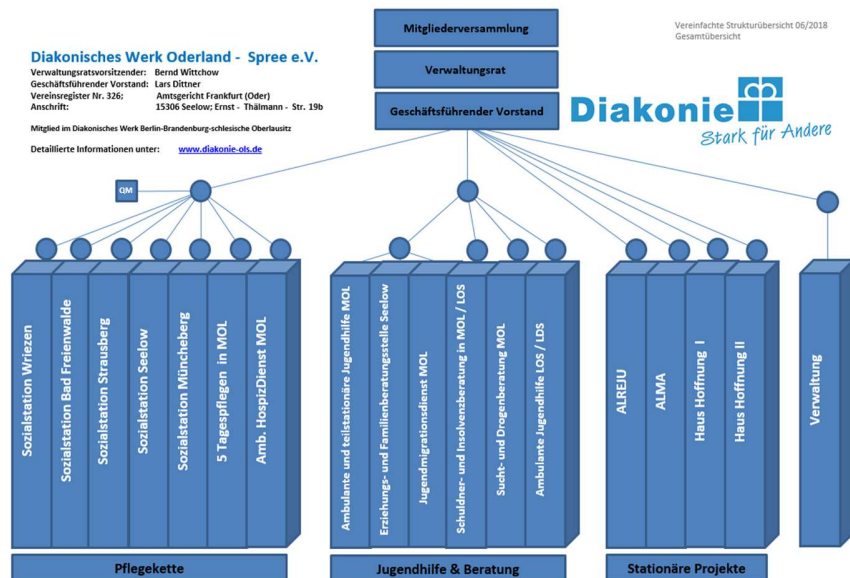 Mitgliederversammlung
Verwaltungsrat
Geschäftsführender Vorstand
Vereinfachte Strukturübersicht 06/2018
Gesamtübersicht
Diakonisches Werk Oderland - Spree e.V.
Verwaltungsratsvorsitzender: Bernd Wittchow
Geschäftsführender Vorstand: Lars Dittner
Vereinsregister Nr. 326; Amtsgericht Frankfurt (Oder)
Anschrift: 15306 Seelow; Ernst - Thälmann - Str. 19b
Mitglied im Diakonisches Werk Berlin-Brandenburg-schlesische Oberlausitz
Detaillierte Informationen unter: www.diakonie-ols.de
Diakonie
Stark für Andere
QM
Sozialstation Wriezen
Sozialstation Bad Freienwalde
Sozialstation Strausberg
Sozialstation Seelow
Sozialstation Müncheberg
5 Tagespflegen in MOL
Amb. HospizDienst MOL
Ambulante und teilstationäre Jugendhilfe MOL
Erziehungs- und Familienberatungsstelle Seelow
Jugendmigrationsdienst MOL
Schuldner- und Insolvenzberatung in MOL / LOS
Sucht- und Drogenberatung MOL
Ambulante Jugendhilfe LOS / LDS
ALREJU
ALMA
Haus Hoffnung I
Haus Hoffnung II
Verwaltung
Pflegekette
Jugendhilfe & Beratung
Stationäre Projekte